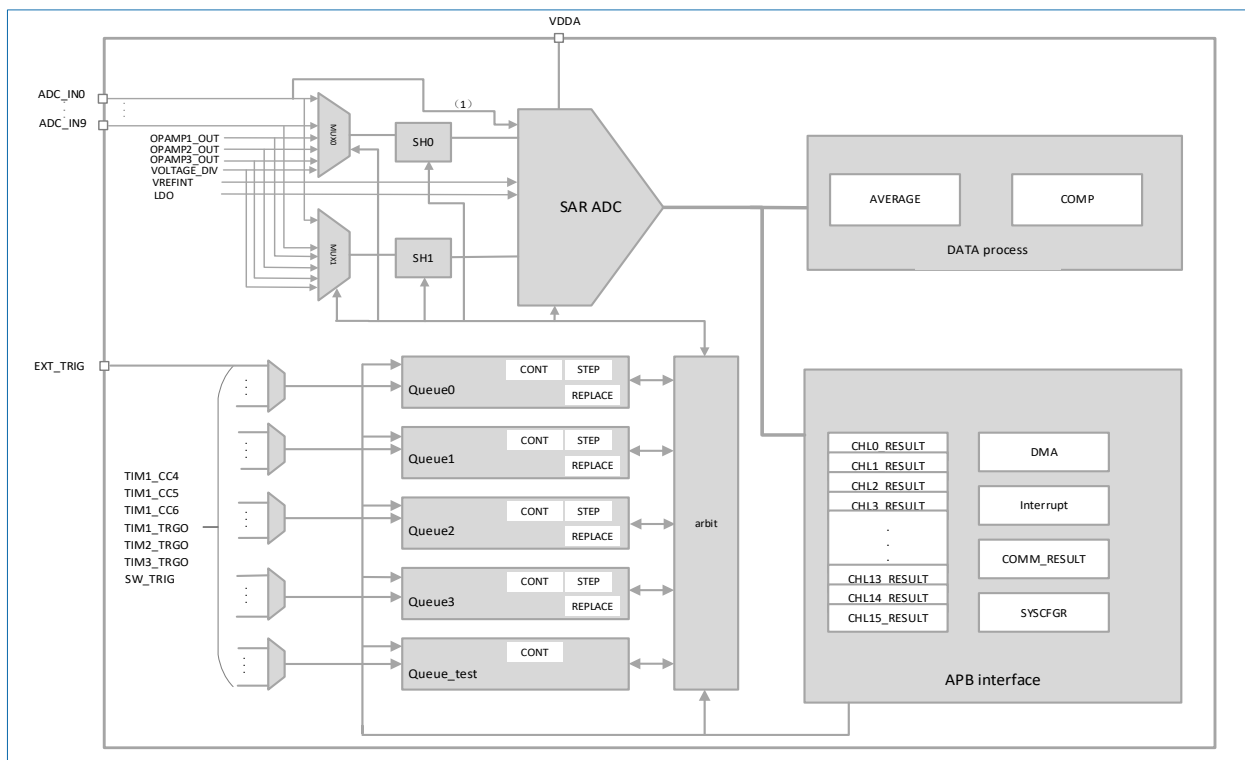 VDDA
ADC_IN0
ADC_IN9
OPAMP1_OUT
OPAMP2_OUT
OPAMP3_OUT
VOLTAGE_DIV
VREFINT
LDO
MUX0
SH0
（1）
SAR ADC
MUX1
SH1
AVERAGE
COMP
DATA process
EXT_TRIG
TIM1_CC4
TIM1_CC5
TIM1_CC6
TIM1_TRGO
TIM2_TRGO
TIM3_TRGO
SW_TRIG
CONT
STEP
Queue0
REPLACE
CONT
STEP
Queue1
REPLACE
CONT
STEP
Queue2
REPLACE
CONT
STEP
Queue3
REPLACE
CONT
Queue_test
arbit
CHL0_RESULT
CHL1_RESULT
CHL2_RESULT
CHL3_RESULT
.
.
.
CHL13_RESULT
CHL14_RESULT
CHL15_RESULT
DMA
Interrupt
COMM_RESULT
SYSCFGR
APB interface